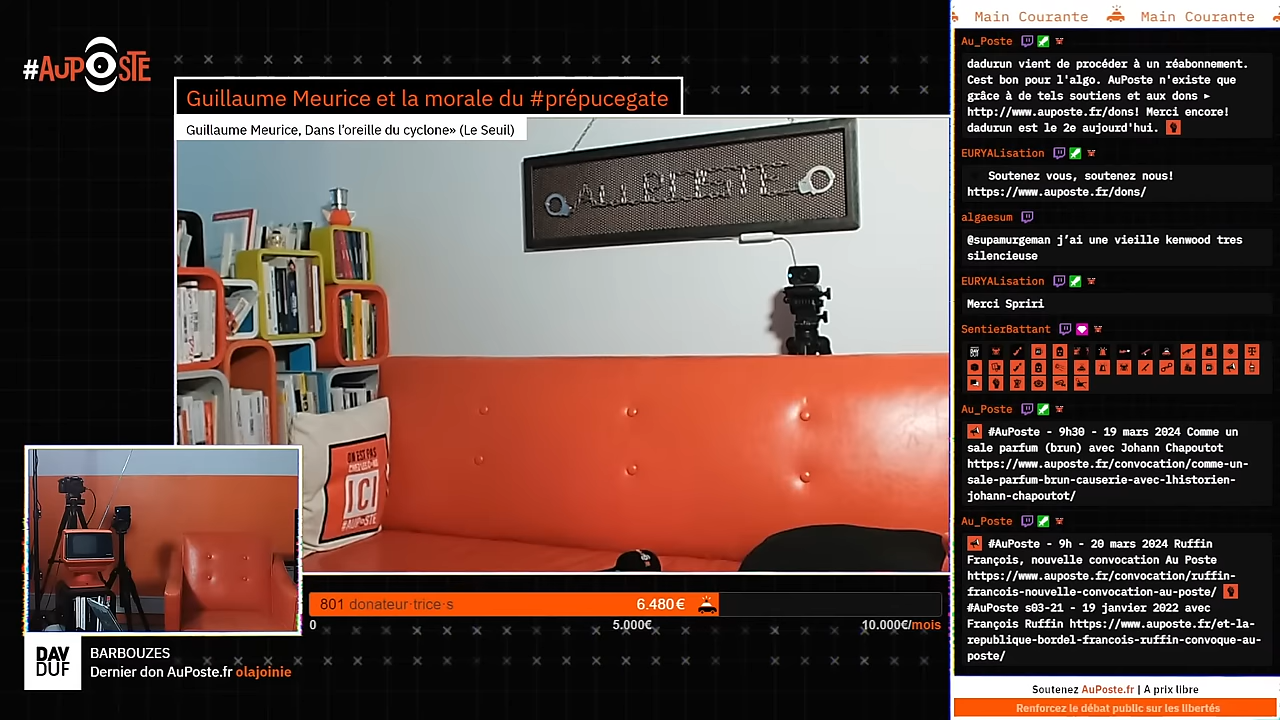 #AUPOSTE
Guillaume Meurice et la morale du #prépucegate
Guillaume Meurice, Dans l'oreille du cyclone» (Le Seuil)
AU POSTE
ON EST PAS
ICI
#AUPOSTE
801 donateur·trice·s
6.480€
0
5.000€
10.000€/mois
DAV
DUF
BARBOUZES
Dernier don AuPoste.fr olajoinie
Main Courante
Main Courante
Au_Poste
dadurun vient de procéder à un réabonnement.
Cest bon pour l'algo. AuPoste n'existe que
grâce à de tels soutiens et aux dons ►
http://www.auposte.fr/dons! Merci encore!
dadurun est le 2e aujourd'hui.
EURYALisation
Soutenez vous, soutenez nous!
https://www.auposte.fr/dons/
algaesum
@supamurgeman j'ai une vieille kenwood tres
silencieuse
EURYALisation
Merci Spriri
SentierBattant
Au_Poste
#AuPoste - 9h30 - 19 mars 2024 Comme un
sale parfum (brun) avec Johann Chapoutot
https://www.auposte.fr/convocation/comme-un-
sale-parfum-brun-causerie-avec-lhistorien-
johann-chapoutot/
Au_Poste
#AuPoste - 9h - 20 mars 2024 Ruffin
François, nouvelle convocation Au Poste
https://www.auposte.fr/convocation/ruffin-
francois-nouvelle-convocation-au-poste/
#AuPoste s03-21 - 19 janvier 2022 avec
François Ruffin https://www.auposte.fr/et-la-
republique-bordel-francois-ruffin-convoque-au-
poste/
Soutenez AuPoste.fr | A prix libre
Renforcez le débat public sur les libertés